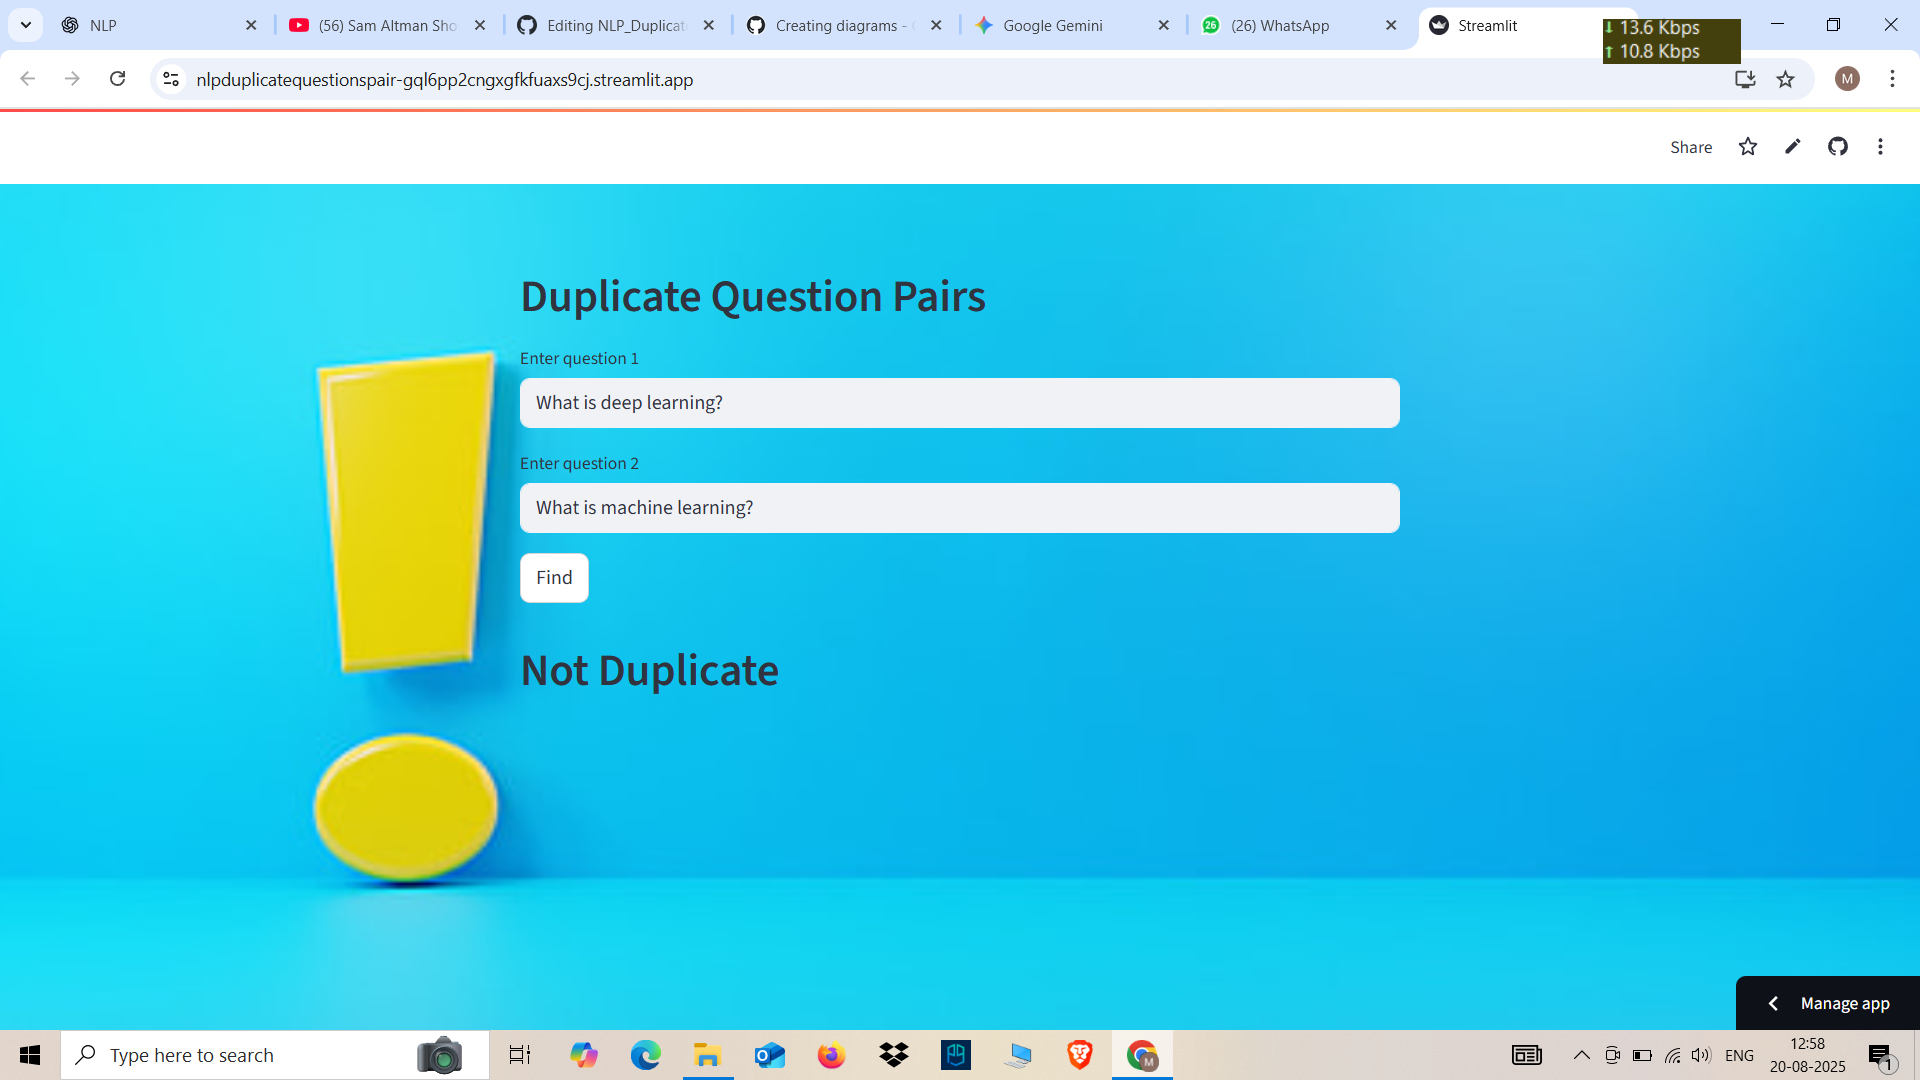 NLP
(56) Sam Altman Sho
Editing NLP_Duplicat
Creating diagrams -
Google Gemini
26
(26) WhatsApp
Streamlit
13.6 Kbps
10.8 Kbps
nlpduplicatequestionspair-gql6pp2cngxgfkfuaxs9cj.streamlit.app
M
Share
Duplicate Question Pairs
Enter question 1
What is deep learning?
Enter question 2
What is machine learning?
Find
Not Duplicate
Manage app
Type here to search
M
ENG
12:58
20-08-2025
1